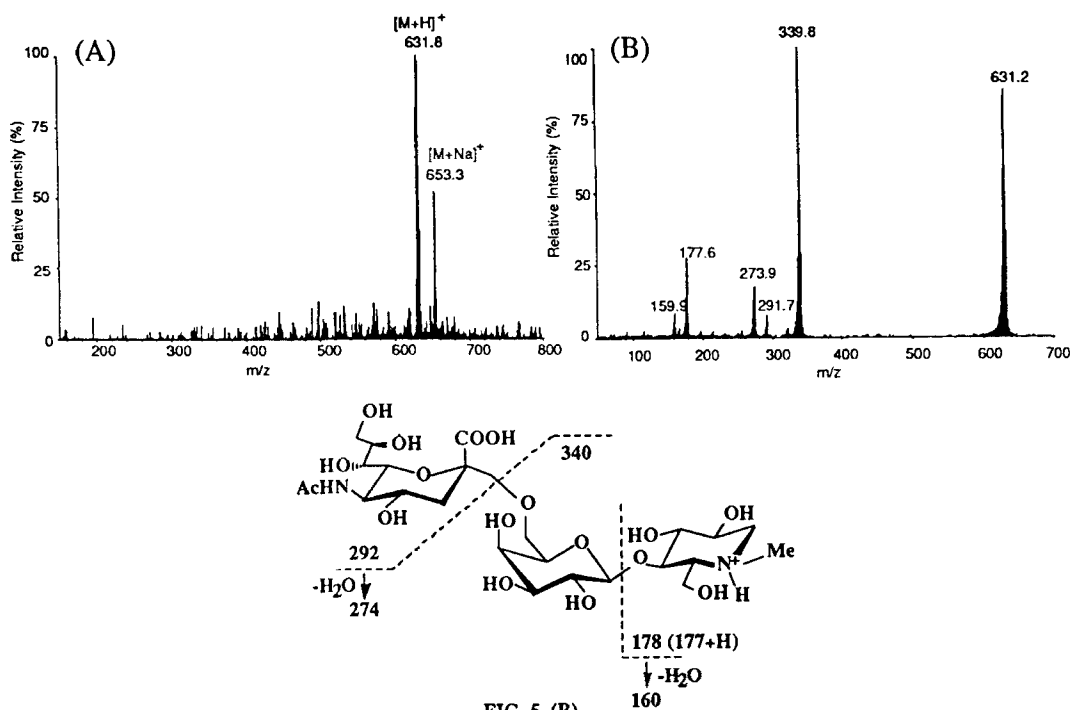 (A)
[M+H]+
631.8
[M+Na]+
653.3
Relative Intensity (%)
100
75
50
25
0
200 300 400 500 600 700 800
m/z
(B)
339.8
631.2
177.6
273.9
291.7
159.9
Relative Intensity (%)
100
75
50
25
0
100 200 300 400 500 600 700
m/z
OH
OH
HO
O
COOH
AcHN
OH
340
O
HO
O
HO
HO
292
-H2O
274
HO
OH
O
N+
Me
OH
H
178 (177+H)
-H2O
160
FIG. 5. (B)